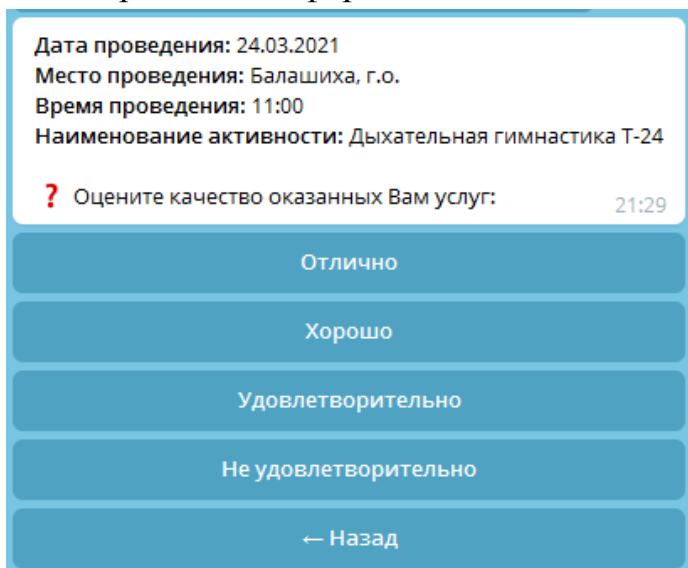 Дата проведения: 24.03.2021
Место проведения: Балашиха, г.о.
Время проведения: 11:00
Наименование активности: Дыхательная гимнастика Т-24
❓ Оцените качество оказанных Вам услуг:
21:29
Отлично
Хорошо
Удовлетворительно
Не удовлетворительно
← Назад